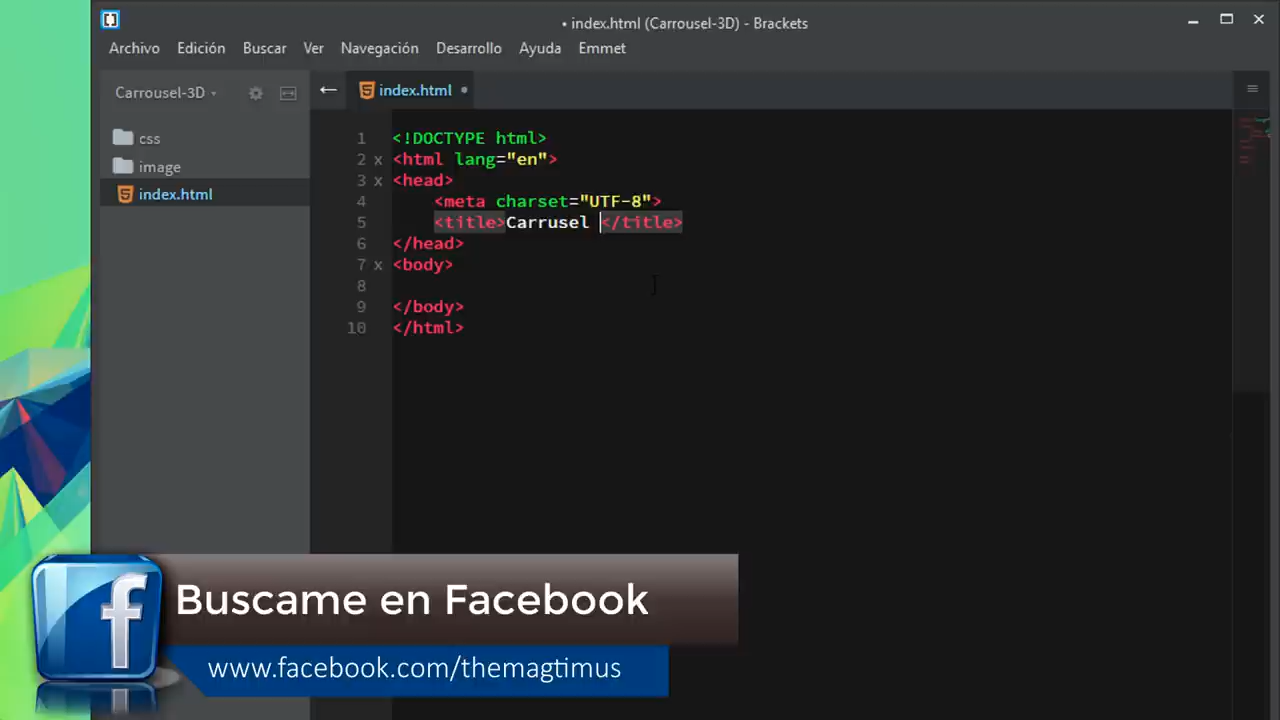 • index.html (Carrousel-3D) - Brackets
Archivo Edición Buscar Ver Navegación Desarrollo Ayuda Emmet
Carrousel-3D
index.html •
css
image
index.html
1 <!DOCTYPE html>
2 x <html lang="en">
3 x <head>
4 <meta charset="UTF-8">
5 <title>Carrusel </title>
6 </head>
7 x <body>
8
9 </body>
10 </html>
f
Buscame en Facebook
www.facebook.com/themagtimus